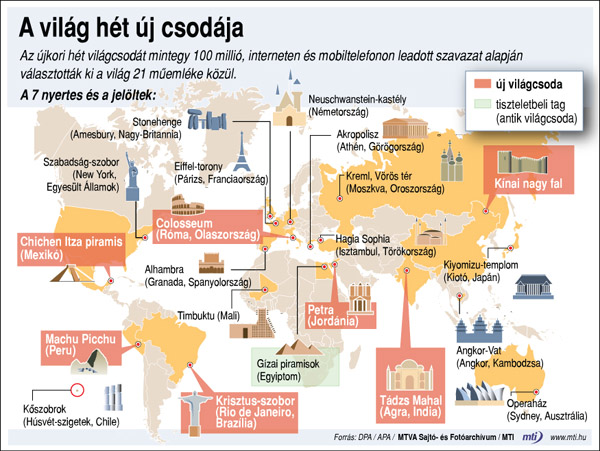 A világ hét új csodája
Az újkori hét világcsodát mintegy 100 millió, interneten és mobiltelefonon leadott szavazat alapján
választották ki a világ 21 műemléke közül.
A 7 nyertes és a jelöltek:
új világcsoda
tiszteletbeli tag
(antik világcsoda)
Neuschwanstein-kastély
(Németország)
Stonehenge
(Amesbury, Nagy-Britannia)
Akropolisz
(Athén, Görögország)
Szabadság-szobor
(New York,
Egyesült Államok)
Eiffel-torony
(Párizs, Franciaország)
Kreml, Vörös tér
(Moszkva, Oroszország)
Kínai nagy fal
Colosseum
(Róma, Olaszország)
Chichen Itza piramis
(Mexikó)
Hagia Sophia
(Isztambul, Törökország)
Kiyomizu-templom
(Kiotó, Japán)
Alhambra
(Granada, Spanyolország)
Timbuktu (Mali)
Petra
(Jordánia)
Machu Picchu
(Peru)
Gízai piramisok
(Egyiptom)
Angkor-Vat
(Angkor, Kambodzsa)
Krisztus-szobor
(Rio de Janeiro,
Brazília)
Tádzs Mahal
(Agra, India)
Kőszobrok
(Húsvét-szigetek, Chile)
Operaház
(Sydney, Ausztrália)
Forrás: DPA / APA / MTVA Sajtó- és Fotóarchívum / MTI mti www.mti.hu